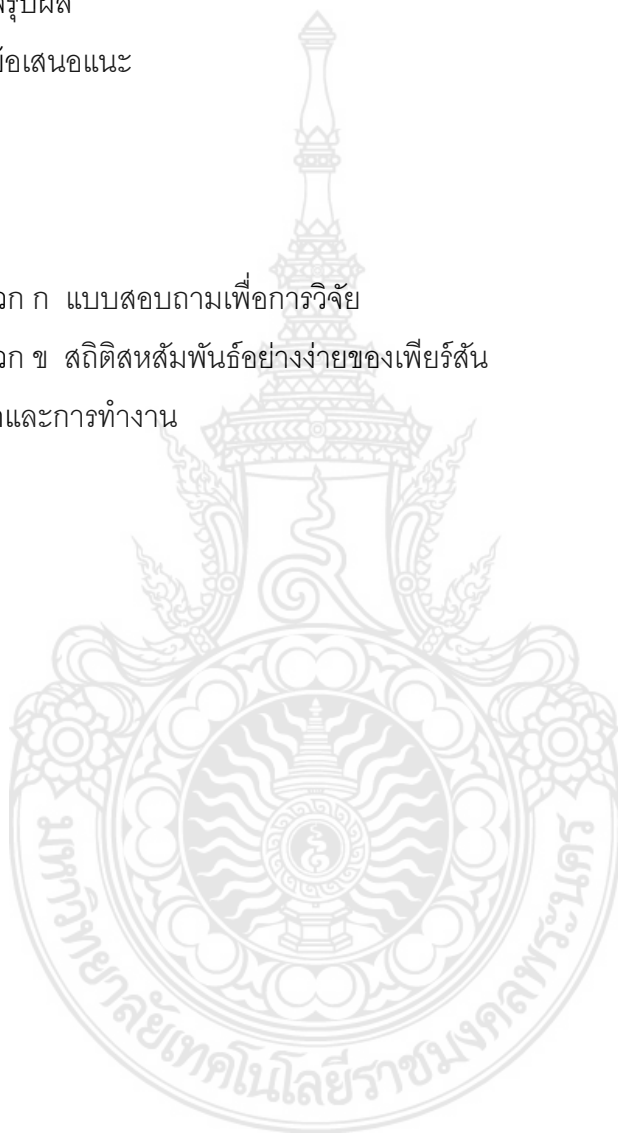 รุปผล
อเสนอแนะ
วก ก แบบสอบถามเพื่อการวิจัย
วก ข สถิติสหสัมพันธ์อย่างง่ายของเพียร์สัน
และการทำงาน
มหาวิทยาลัยเทคโนโลยีราชมงคลพระนคร